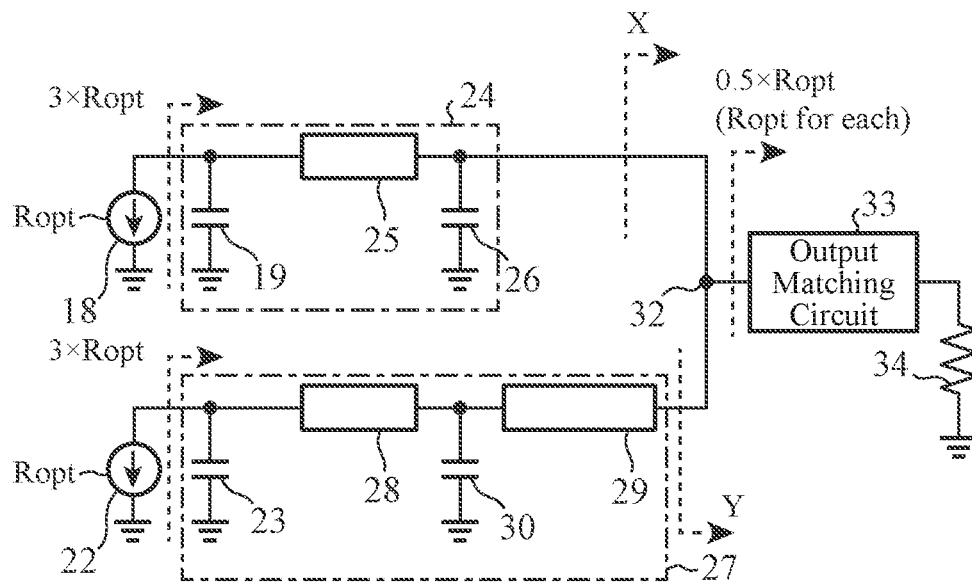 X
0.5×Ropt
(Ropt for each)
3×Ropt
24
Ropt
18
19
25
26
33
Output
Matching
Circuit
32
34
3×Ropt
Ropt
22
23
28
30
29
Y
27